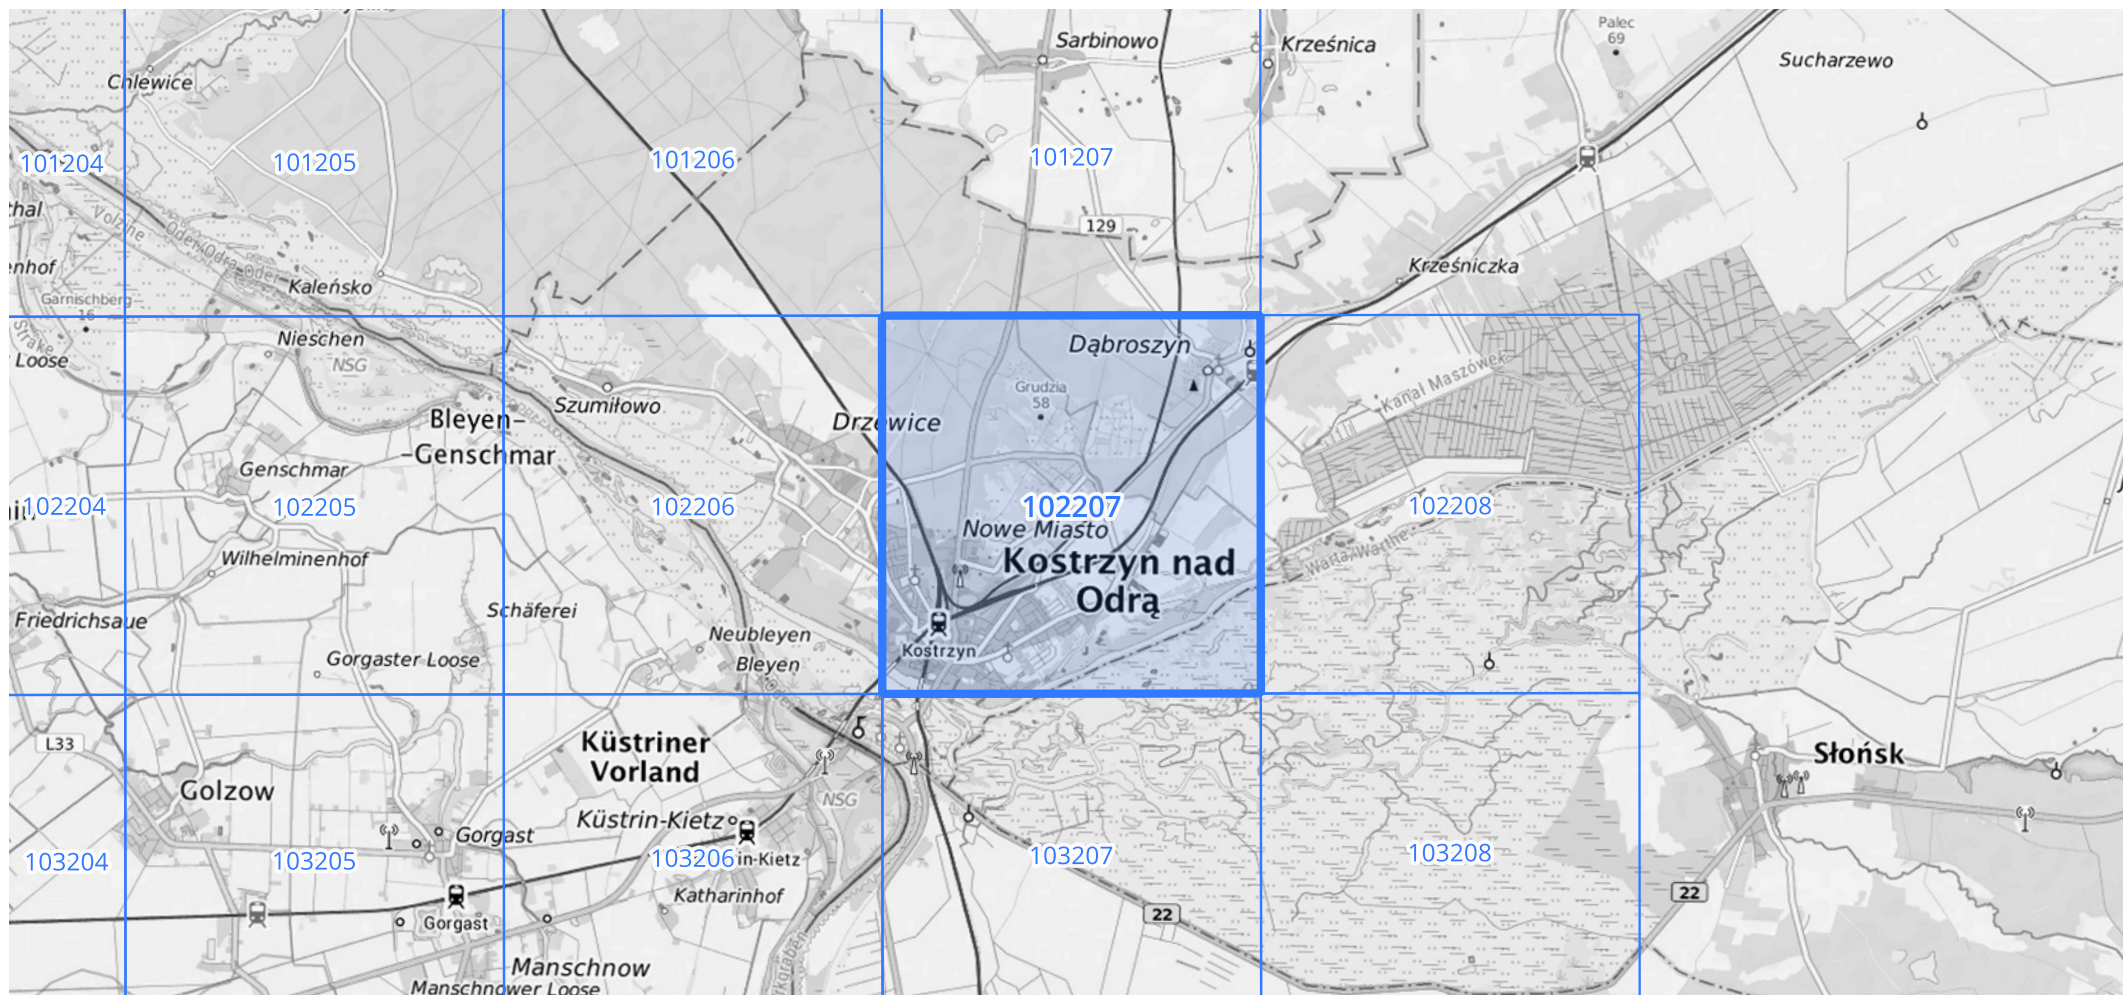 Sarbinowo
Krześnica
Palec
69
Sucharzewo
Chlewice
101204
101205
101206
101207
Volzine
Oder/Odra
Oder
129
Kaleńsko
Krześniczka
Garnischberg
16
Strake
Nieschen
NSG
Loose
Dąbroszyn
Grudzia
58
Kanał Maszówek
Szumiłowo
Drzewice
Bleyen-
-Genschmar
Genschmar
102204
102205
102206
102207
102208
Nowe Miasto
Kostrzyn nad
Odrą
Warta/Warthe
Wilhelminenhof
Friedrichsaue
Schäferei
Neubleyen
Bleyen
Kostrzyn
Gorgaster Loose
L33
Küstriner
Vorland
Słońsk
Golzow
NSG
Küstrin-Kietz
Gorgast
103204
103205
103206
in-Kietz
103207
103208
Katharinhof
22
22
Gorgast
Manschnow
Manschnower Loose